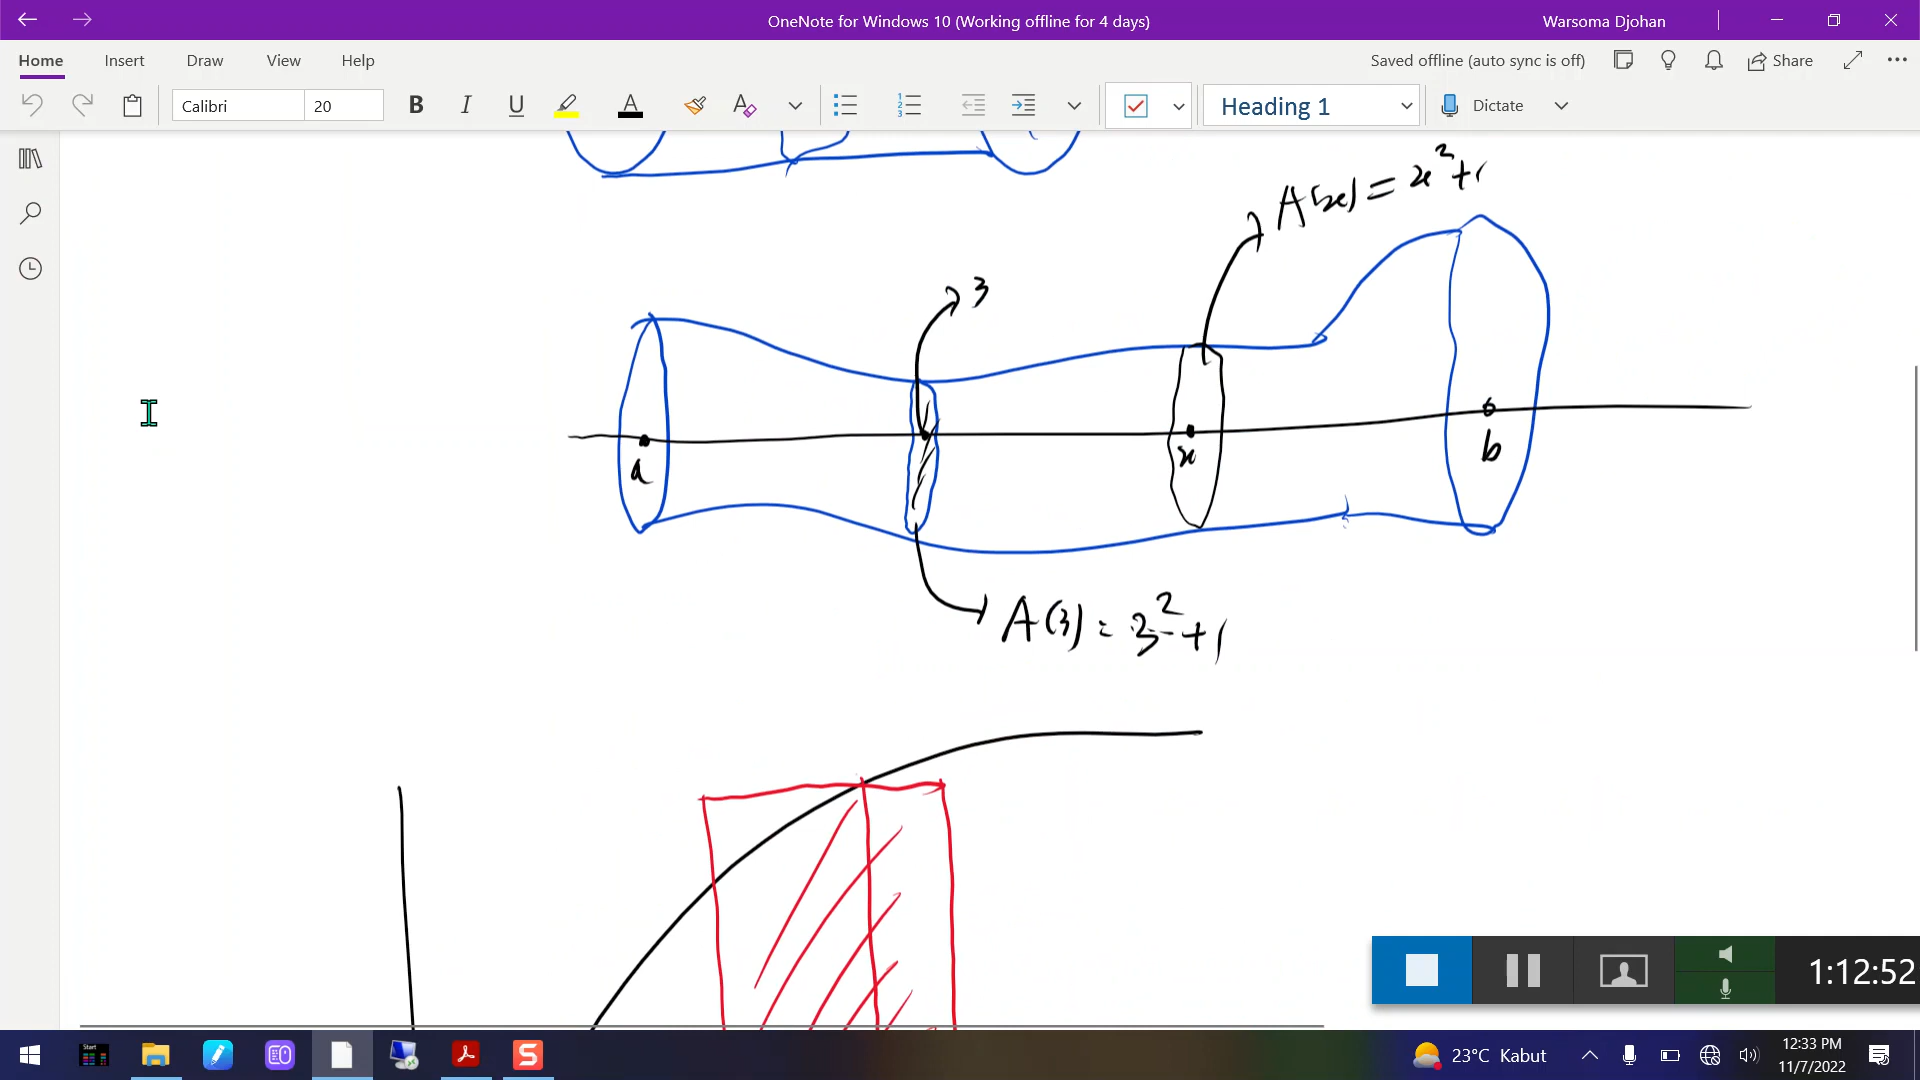 OneNote for Windows 10 (Working offline for 4 days)
Warsoma Djohan
Home Insert Draw View Help
Saved offline (auto sync is off)
Share
Calibri 20
B I U A
Heading 1
Dictate
A(x) = x²+1
3
a
x
b
A(3) = 3²+1
1:12:52
Start
23°C Kabut
12:33 PM
11/7/2022